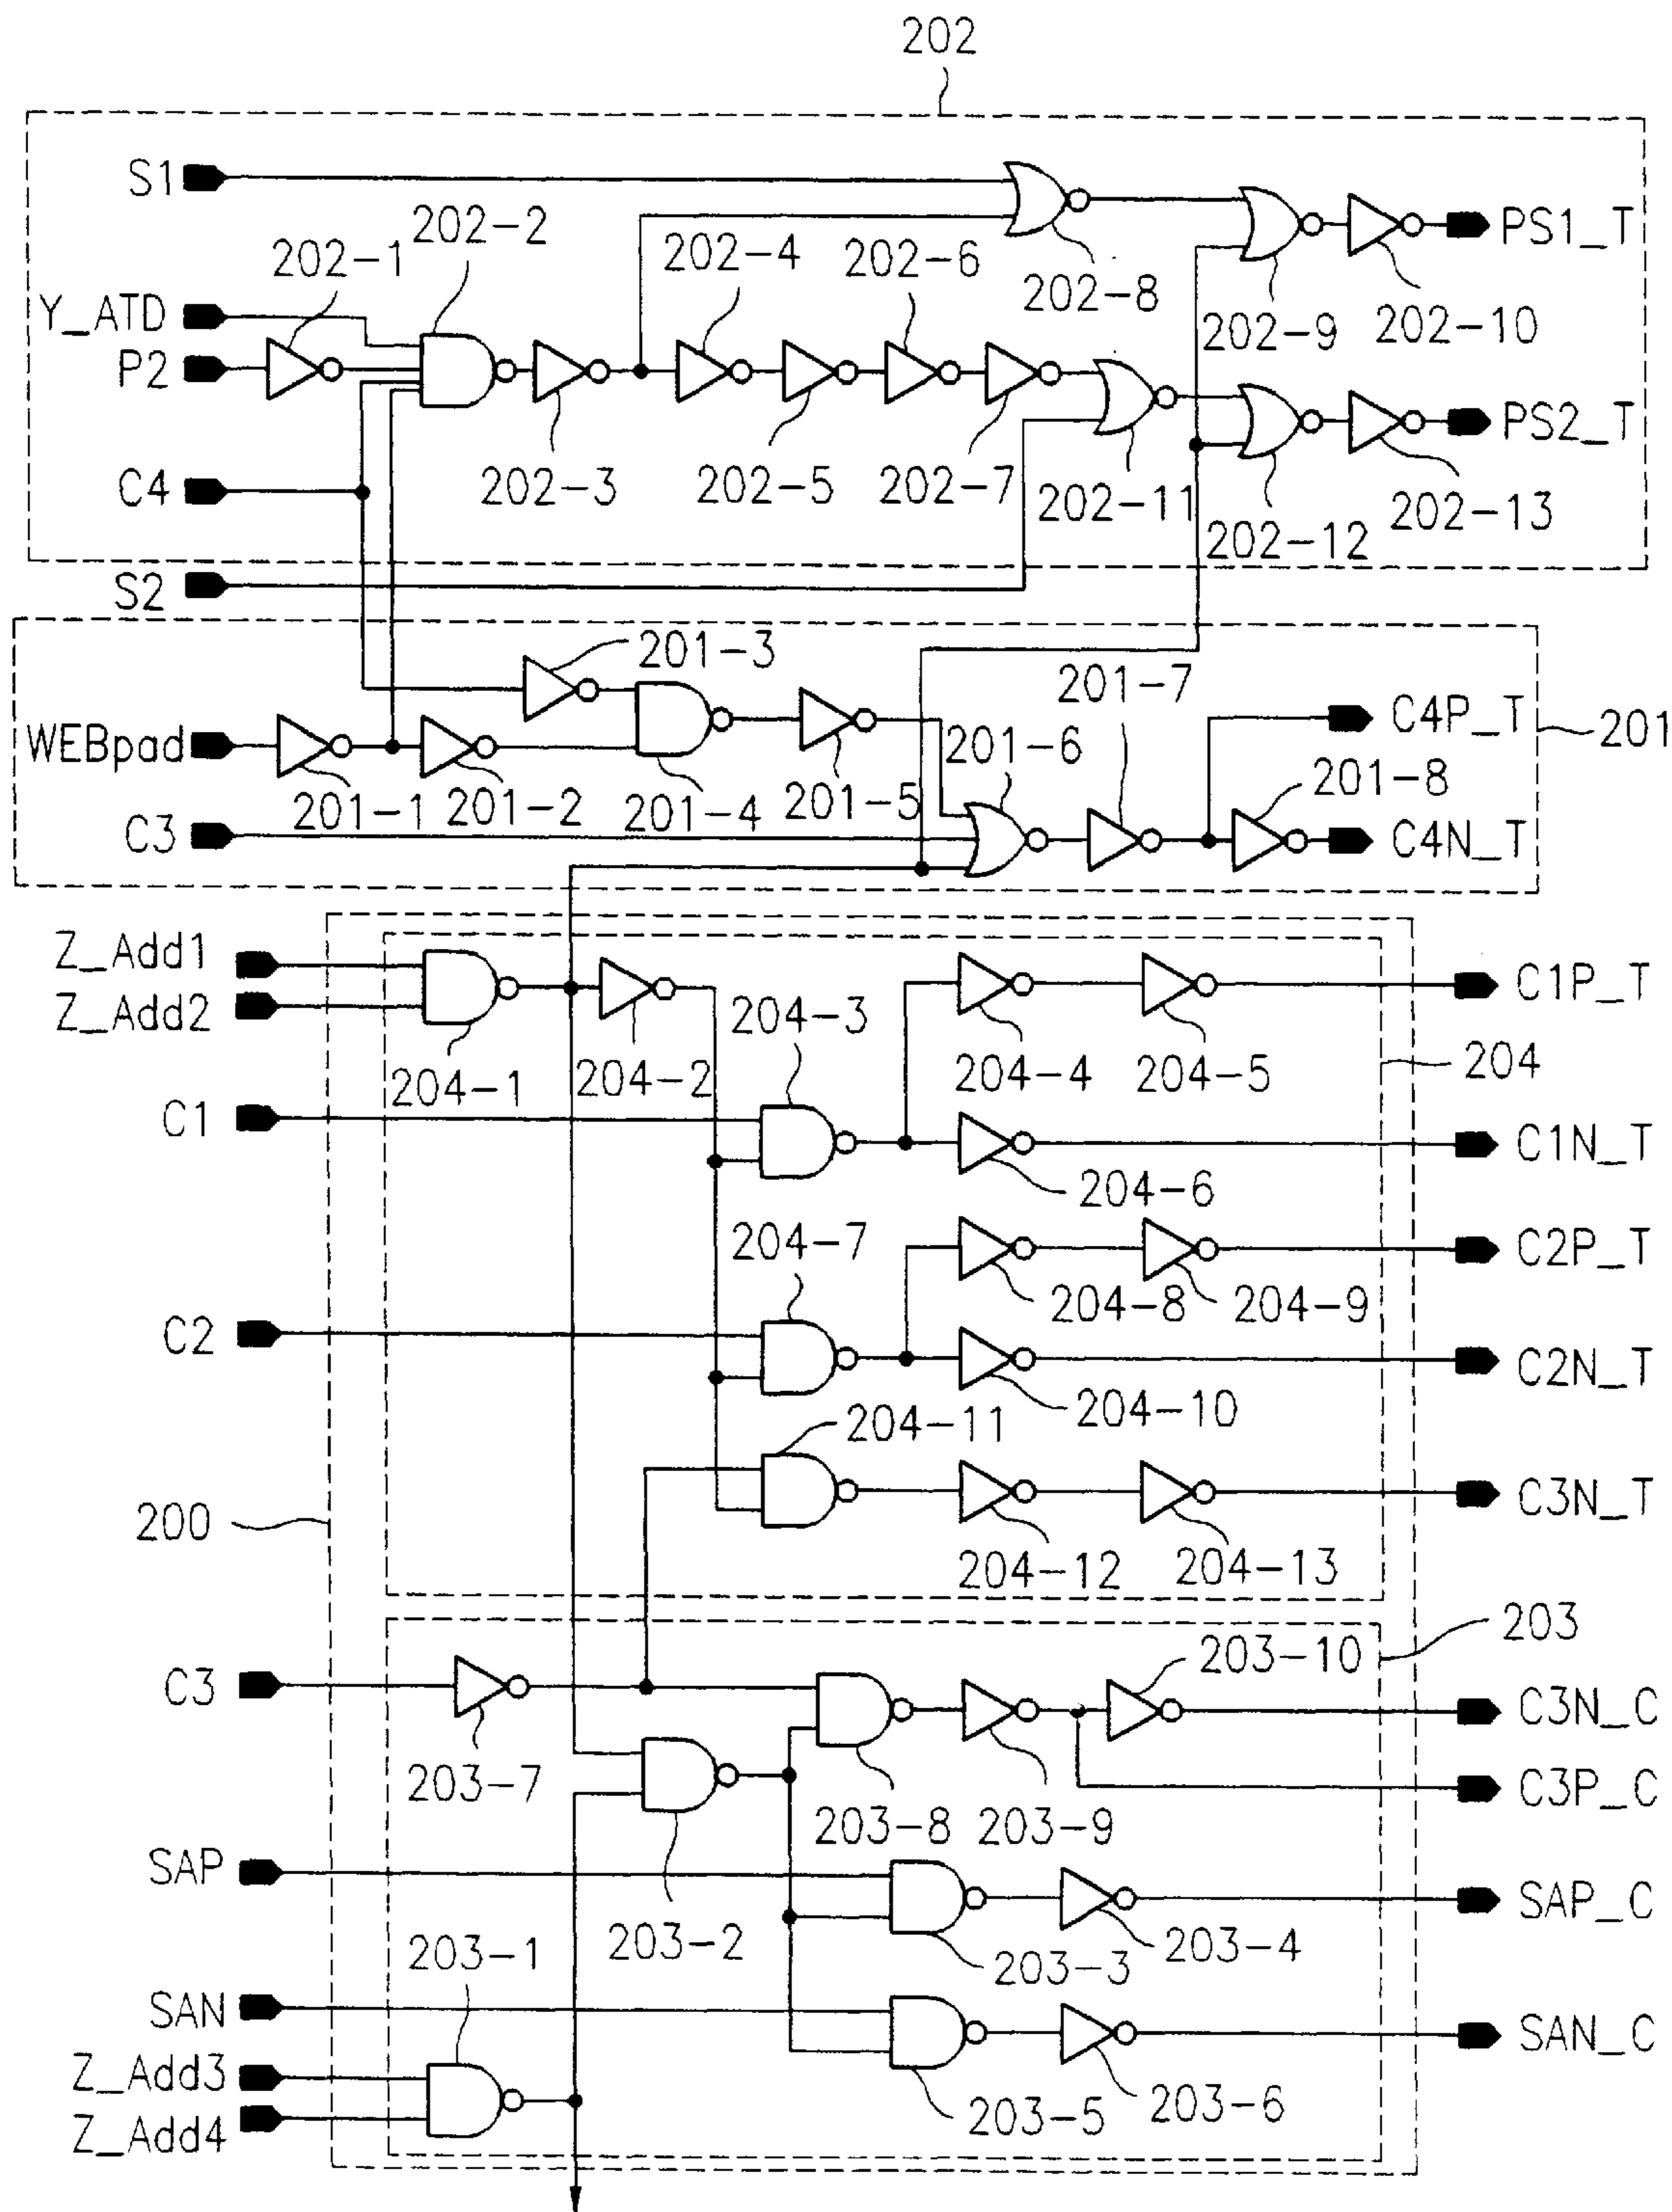 202
S1
202-2
202-1
202-4
202-6
PS1_T
Y_ATD
202-8
202-9
202-10
P2
PS2_T
C4
202-3
202-5
202-7
202-11
202-12
202-13
S2
201-3
201-7
C4P_T
WEBpad
201-6
201
201-1
201-2
201-4
201-5
201-8
C3
C4N_T
Z_Add1
C1P_T
Z_Add2
204-3
204-1
204-2
204-4
204-5
204
C1
C1N_T
204-6
204-7
C2P_T
204-8
204-9
C2
C2N_T
204-11
204-10
C3N_T
200
204-12
204-13
203-10
203
C3
C3N_C
203-7
C3P_C
203-8
203-9
SAP
SAP_C
203-1
203-2
203-3
203-4
SAN
SAN_C
Z_Add3
203-5
203-6
Z_Add4